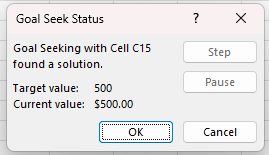 Goal Seek Status
Goal Seeking with Cell C15
found a solution.
Step
Pause
Target value: 500
Current value: $500.00
OK
Cancel